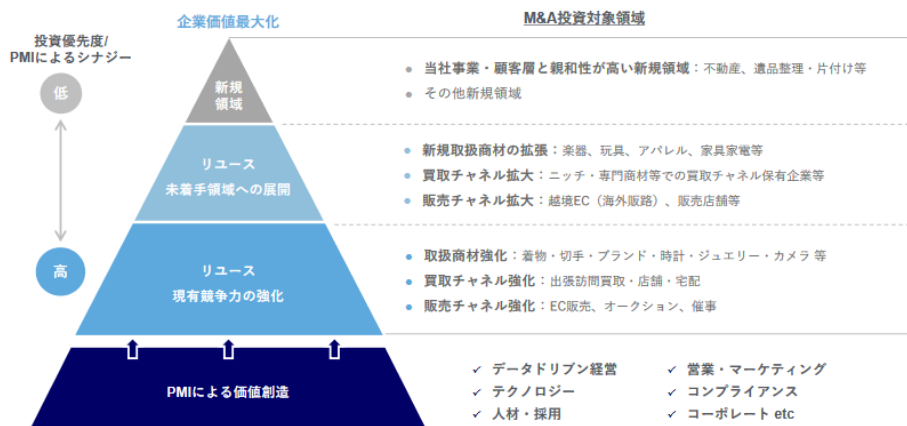 企業価値最大化
M&A投資対象領域
投資優先度/
PMIによるシナジー
低
高
新規
領域
・当社事業・顧客層と親和性が高い新規領域：不動産、遺品整理・片付け等
・その他新規領域
リユース
未着手領域への展開
・新規取扱商材の拡張：楽器、玩具、アパレル、家具家電等
・買取チャネル拡大：ニッチ・専門商材等での買取チャネル保有企業等
・販売チャネル拡大：越境EC（海外販路）、販売店舗等
リユース
現有競争力の強化
・取扱商材強化：着物・切手・ブランド・時計・ジュエリー・カメラ 等
・買取チャネル強化：出張訪問買取・店舗・宅配
・販売チャネル強化：EC販売、オークション、催事
PMIによる価値創造
✓ データドリブン経営
✓ テクノロジー
✓ 人材・採用
✓ 営業・マーケティング
✓ コンプライアンス
✓ コーポレート etc